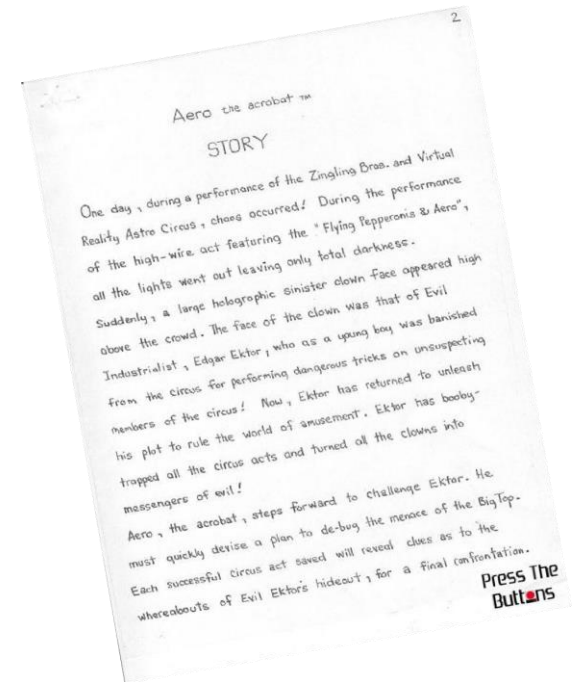 2
Aero the acrobat ™
STORY
One day, during a performance of the Zingling Bros. and Virtual
Reality Astro Circus, chaos occurred! During the performance
of the high-wire act featuring the "Flying Pepperonis & Aero",
all the lights went out leaving only total darkness.
Suddenly, a large holographic sinister clown face appeared high
above the crowd. The face of the clown was that of Evil
Industrialist, Edgar Ektor, who as a young boy was banished
from the circus for performing dangerous tricks on unsuspecting
members of the circus! Now, Ektor has returned to unleash
his plot to rule the world of amusement. Ektor has booby-
trapped all the circus acts and turned all the clowns into
messengers of evil!
Aero, the acrobat, steps forward to challenge Ektor. He
must quickly devise a plan to de-bug the menace of the Big Top.
Each successful circus act saved will reveal clues as to the
whereabouts of Evil Ektor's hideout, for a final confrontation.
Press The
Buttons